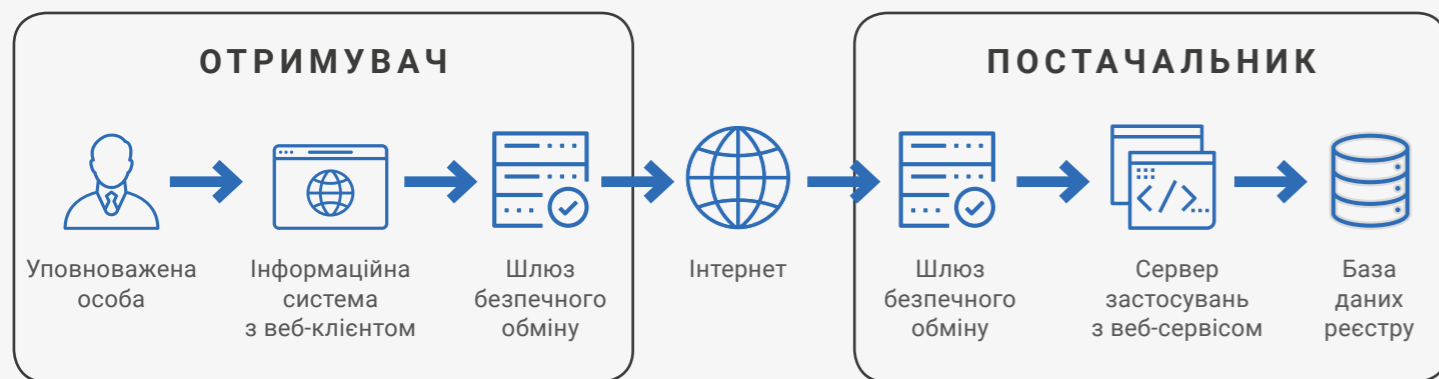 ОТРИМУВАЧ
Уповноважена
особа
Інформаційна
система
з веб-клієнтом
Шлюз
безпечного
обміну
Інтернет
ПОСТАЧАЛЬНИК
Шлюз
безпечного
обміну
Сервер
застосувань
з веб-сервісом
База
даних
реєстру